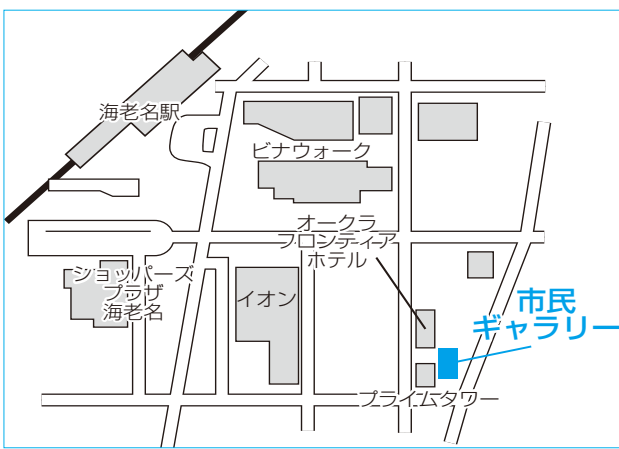 海老名駅
ビナウォーク
オークラ
フロンティア
ホテル
ショッパーズ
プラザ
海老名
イオン
市民
ギャラリー
プライムタワー